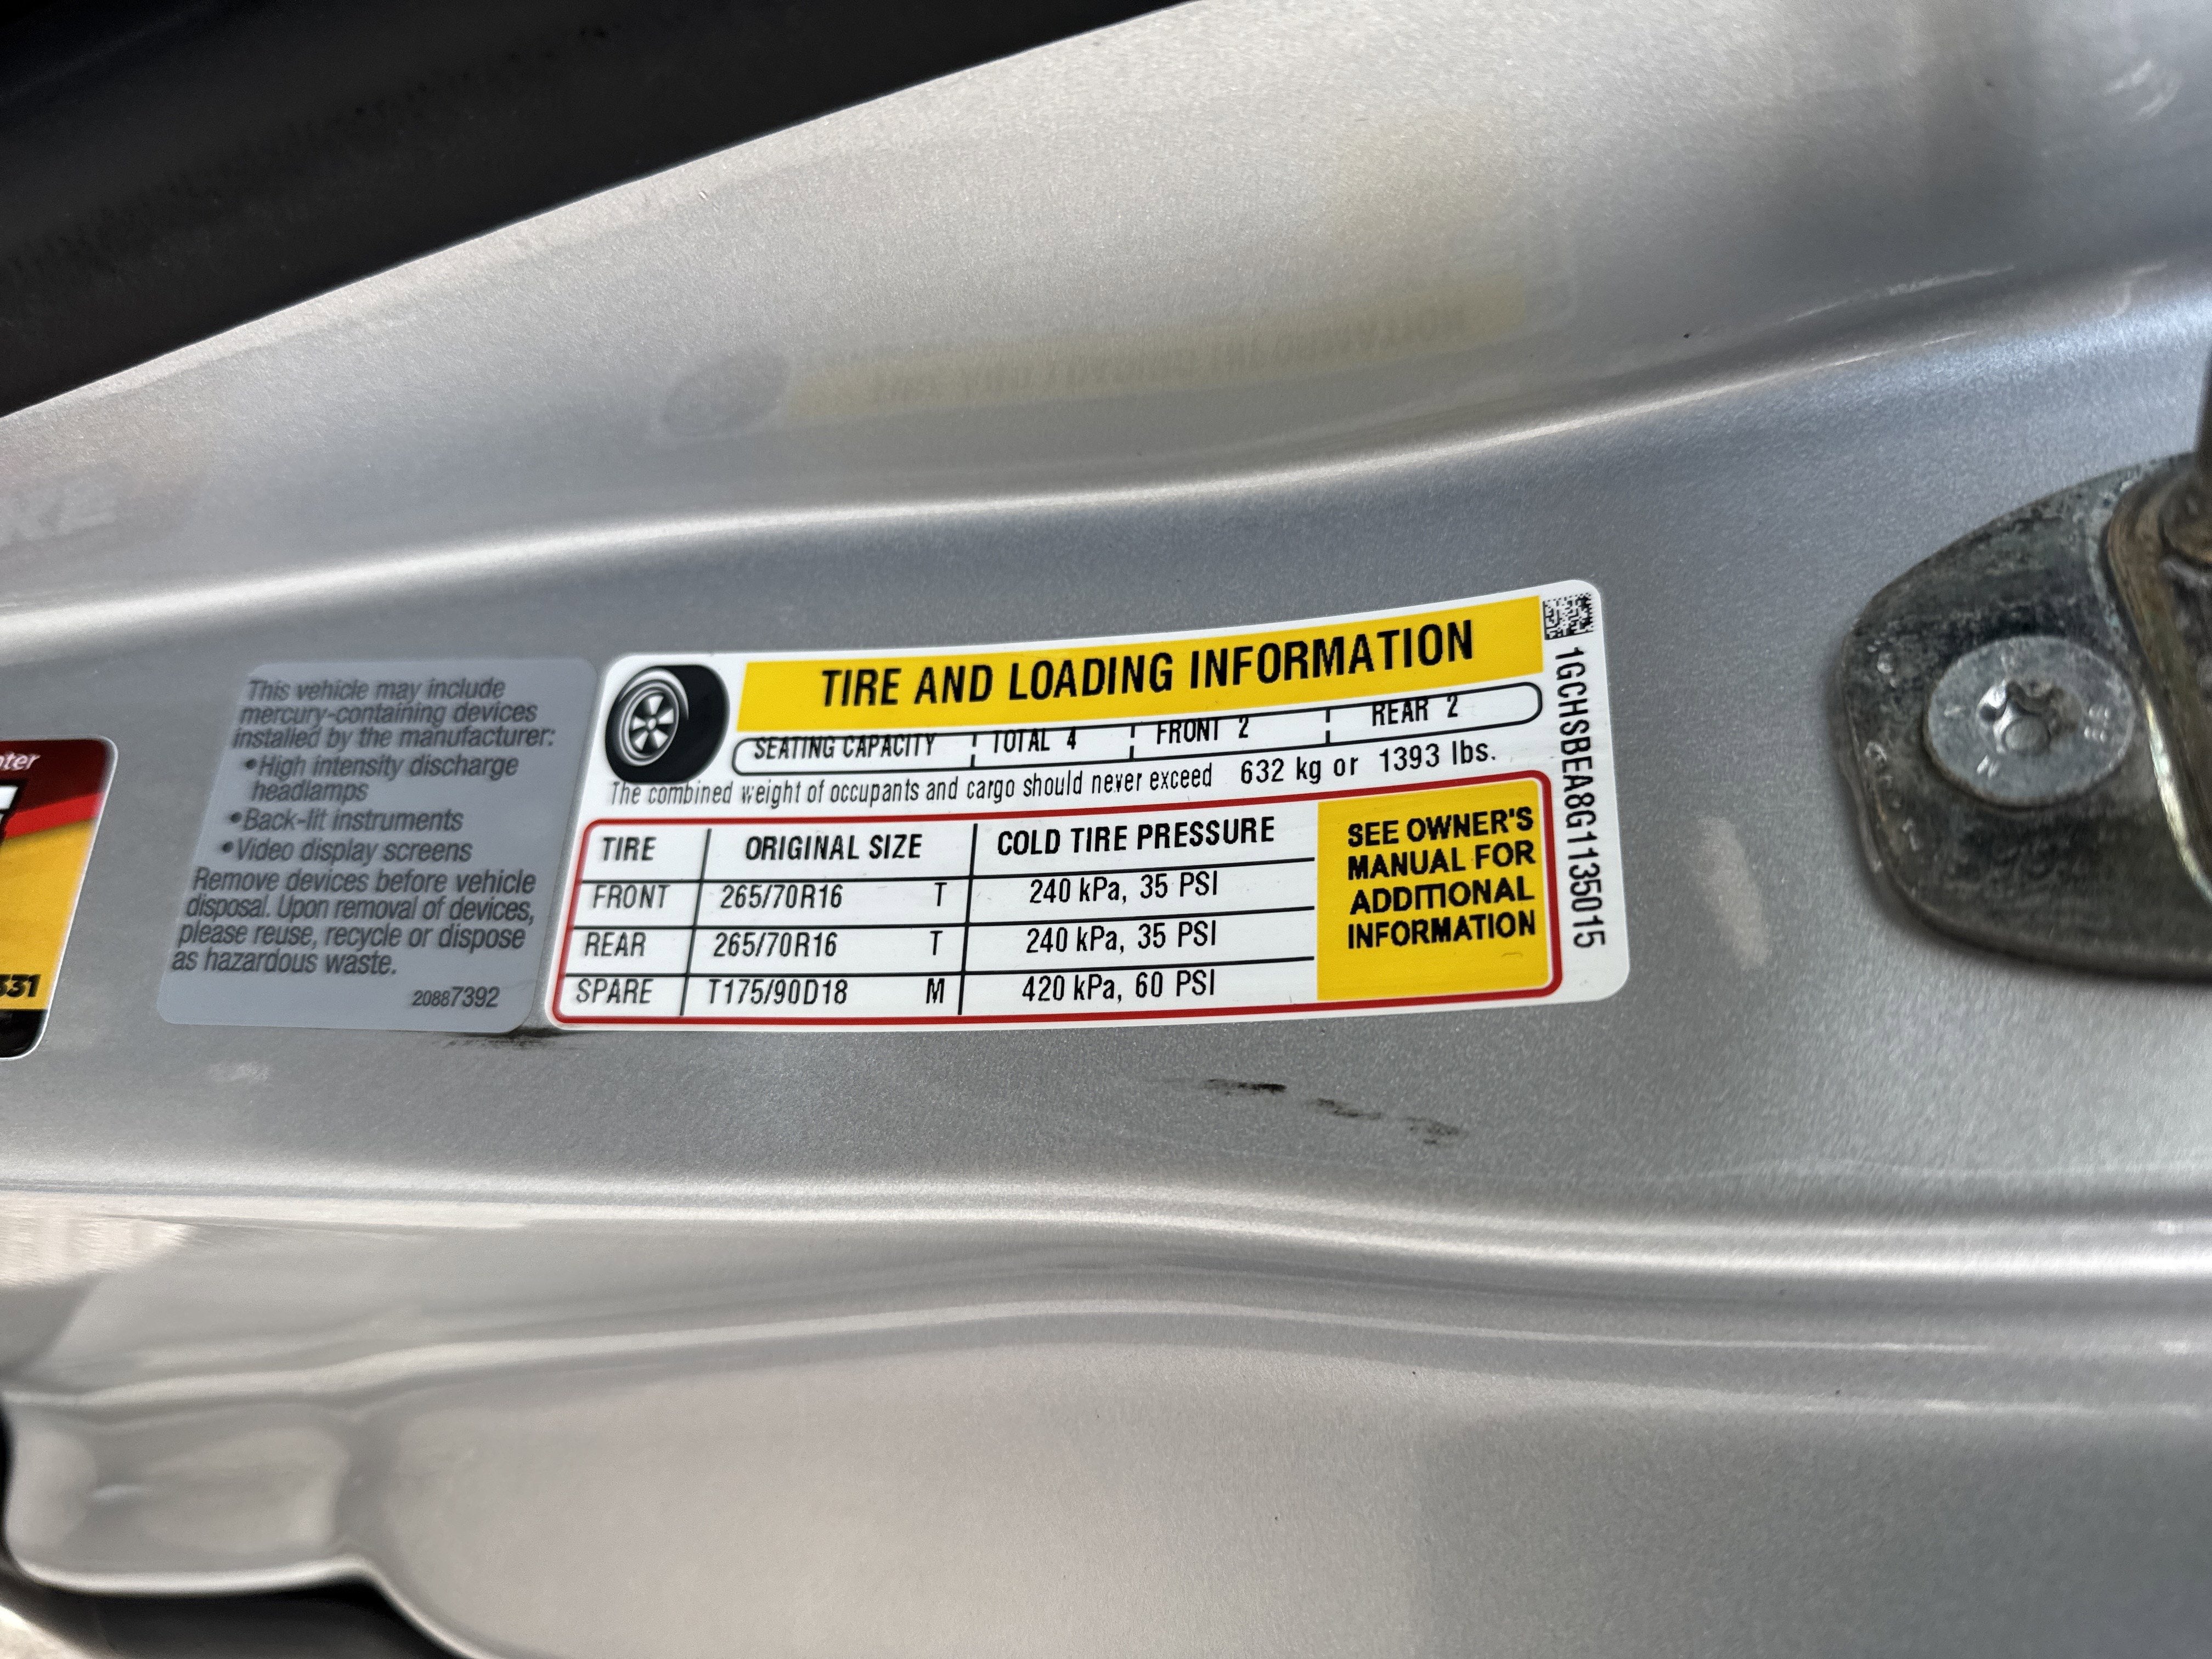 This vehicle may include
mercury-containing devices
installed by the manufacturer:
•High intensity discharge
headlamps
•Back-lit instruments
•Video display screens
Remove devices before vehicle
disposal. Upon removal of devices,
please reuse, recycle or dispose
as hazardous waste.
20887392
TIRE AND LOADING INFORMATION
SEATING CAPACITY TOTAL 4 FRONT 2 REAR 2
The combined weight of occupants and cargo should never exceed 632 kg or 1393 lbs.
TIRE ORIGINAL SIZE COLD TIRE PRESSURE
FRONT 265/70R16 T 240 kPa, 35 PSI
REAR 265/70R16 T 240 kPa, 35 PSI
SPARE T175/90D18 M 420 kPa, 60 PSI
SEE OWNER'S
MANUAL FOR
ADDITIONAL
INFORMATION
1GCHSBEA8G1135015